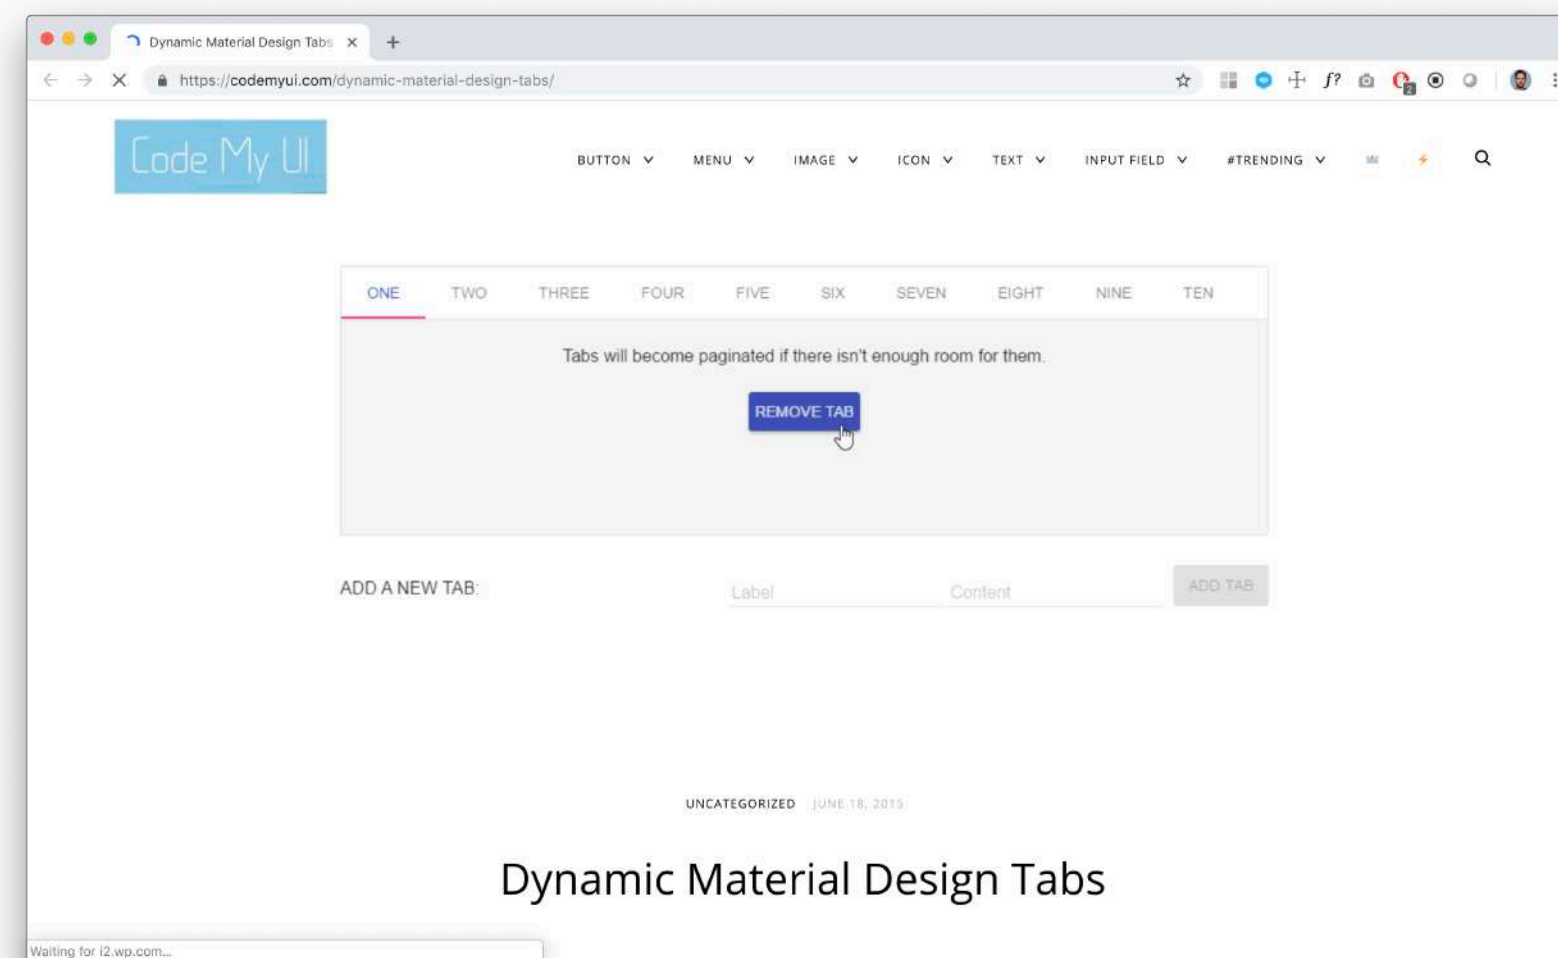 Dynamic Material Design Tabs
https://codemyui.com/dynamic-material-design-tabs/
f?
2
Code My UI
BUTTON MENU IMAGE ICON TEXT INPUT FIELD #TRENDING
ONE TWO THREE FOUR FIVE SIX SEVEN EIGHT NINE TEN
Tabs will become paginated if there isn't enough room for them.
REMOVE TAB
ADD A NEW TAB: Label Content ADD TAB
UNCATEGORIZED JUNE 18, 2015
Dynamic Material Design Tabs
Waiting for i2.wp.com...